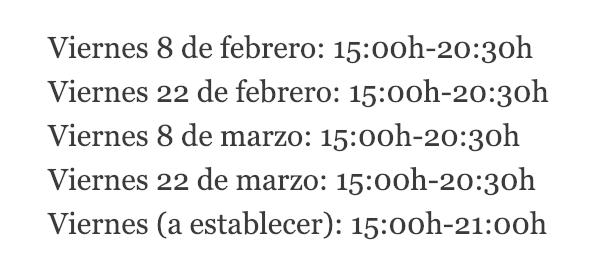 Viernes 8 de febrero: 15:00h-20:30h
Viernes 22 de febrero: 15:00h-20:30h
Viernes 8 de marzo: 15:00h-20:30h
Viernes 22 de marzo: 15:00h-20:30h
Viernes (a establecer): 15:00h-21:00h